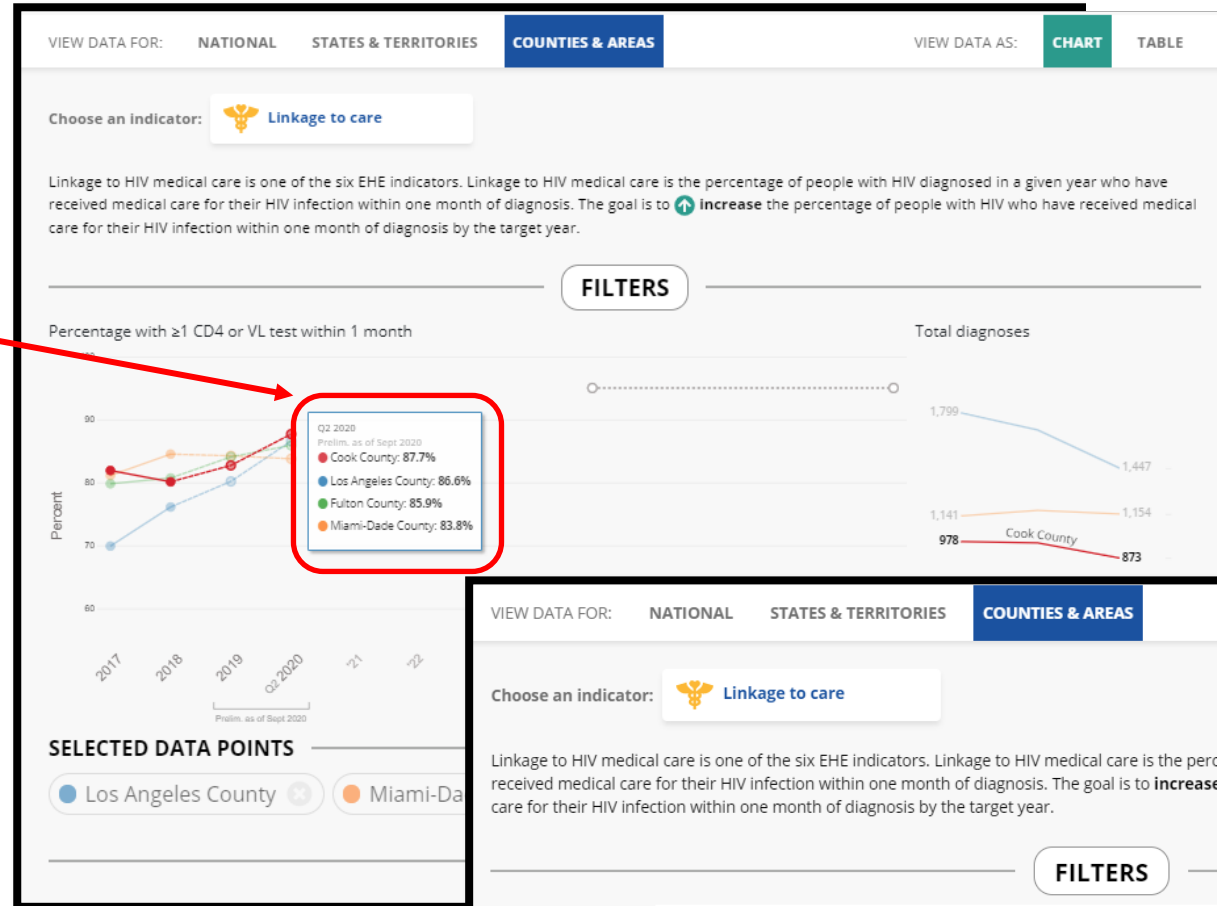 VIEW DATA FOR: NATIONAL STATES & TERRITORIES COUNTIES & AREAS VIEW DATA AS: CHART TABLE
Choose an indicator: Linkage to care
Linkage to HIV medical care is one of the six EHE indicators. Linkage to HIV medical care is the percentage of people with HIV diagnosed in a given year who have
received medical care for their HIV infection within one month of diagnosis. The goal is to increase the percentage of people with HIV who have received medical
care for their HIV infection within one month of diagnosis by the target year.
FILTERS
Percentage with ≥1 CD4 or VL test within 1 month
Total diagnoses
90
80
70
60
Percent
Q2 2020
Prelim. as of Sept 2020
Cook County: 87.7%
Los Angeles County: 86.6%
Fulton County: 85.9%
Miami-Dade County: 83.8%
1,799
1,447
1,141
1,154
978
Cook County
873
2017 2018 2019 Q2 2020 '21 '22
Prelim. as of Sept 2020
SELECTED DATA POINTS
Los Angeles County Miami-Da
VIEW DATA FOR: NATIONAL STATES & TERRITORIES COUNTIES & AREAS
Choose an indicator: Linkage to care
Linkage to HIV medical care is one of the six EHE indicators. Linkage to HIV medical care is the perc
received medical care for their HIV infection within one month of diagnosis. The goal is to increase
care for their HIV infection within one month of diagnosis by the target year.
FILTERS